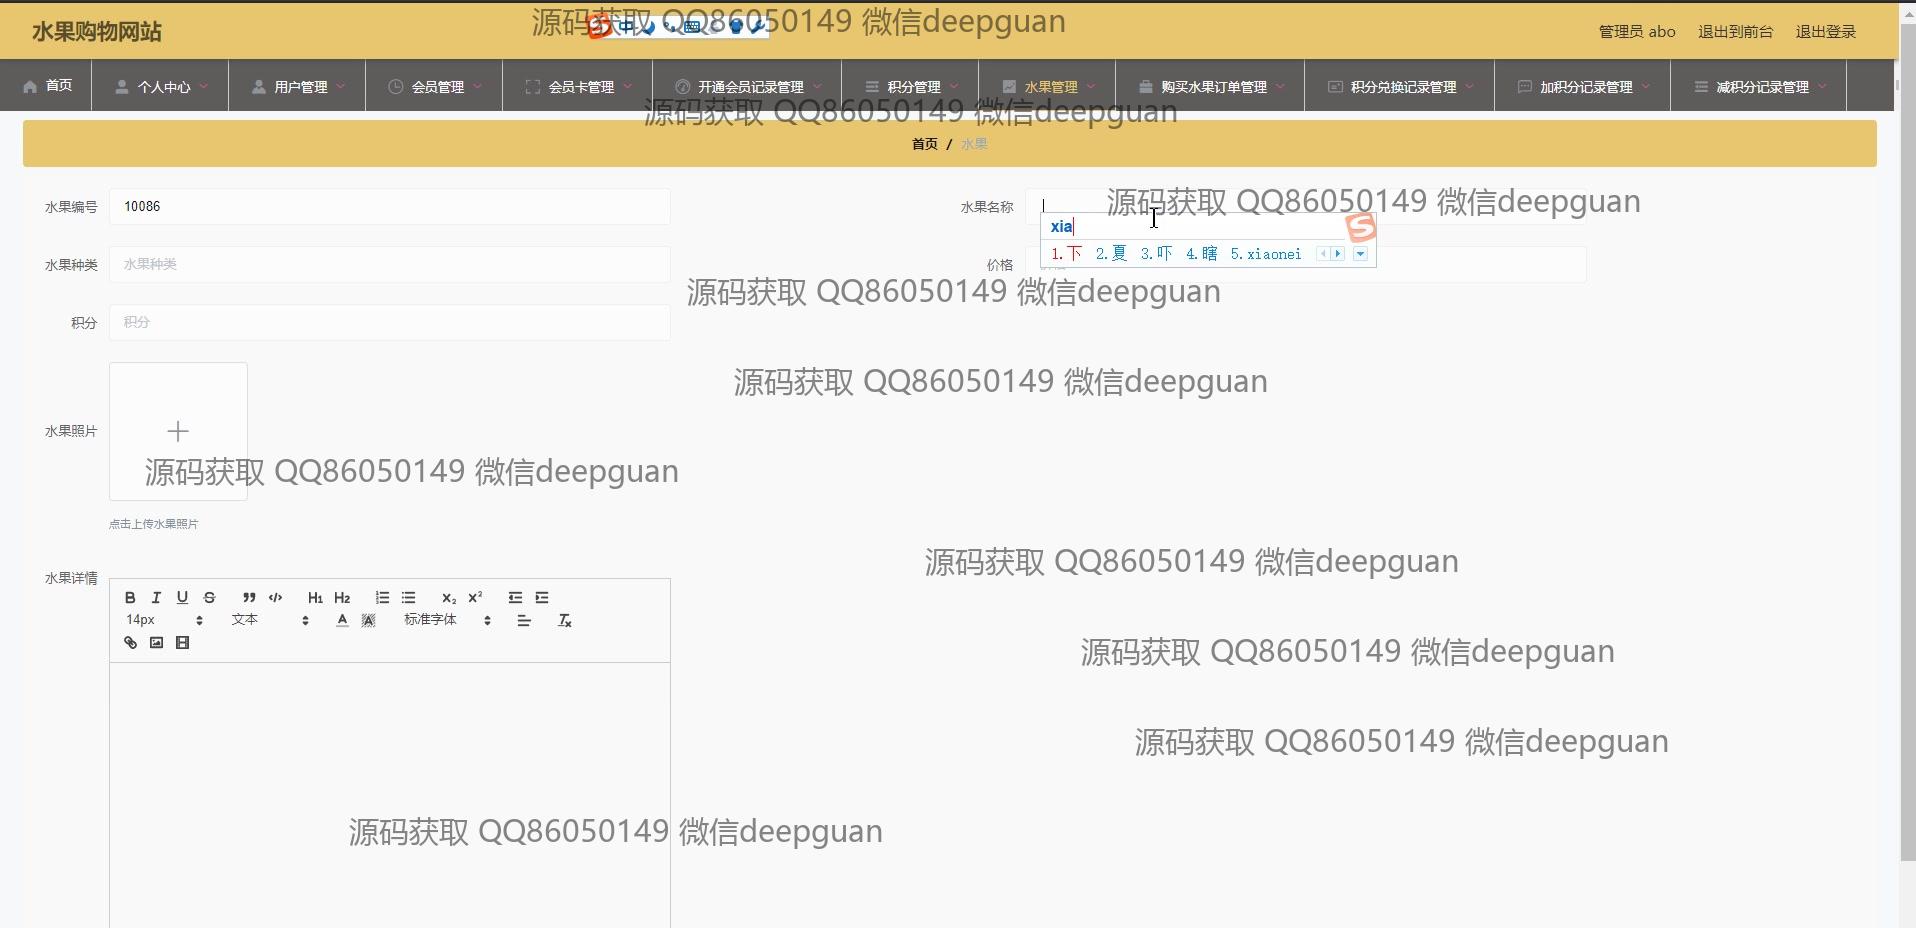 水果购物网站
源码获取 QQ86050149 微信deepguan
中
管理员 abo 退出到前台 退出登录
首页 个人中心 用户管理 会员管理 会员卡管理 开通会员记录管理 积分管理 水果管理 购买水果订单管理 积分兑换记录管理 加积分记录管理 减积分记录管理
源码获取 QQ86050149 微信deepguan
首页 / 水果
水果编号 10086 水果名称
源码获取 QQ86050149 微信deepguan
xia
1.下 2.夏 3.吓 4.瞎 5.xiaonei
水果种类 水果种类 价格
源码获取 QQ86050149 微信deepguan
积分 积分
源码获取 QQ86050149 微信deepguan
水果照片
源码获取 QQ86050149 微信deepguan
点击上传水果照片
源码获取 QQ86050149 微信deepguan
水果详情
B I U S H1 H2 X2 X2
14px 文本 A A 标准字体 Tx
源码获取 QQ86050149 微信deepguan
源码获取 QQ86050149 微信deepguan
源码获取 QQ86050149 微信deepguan